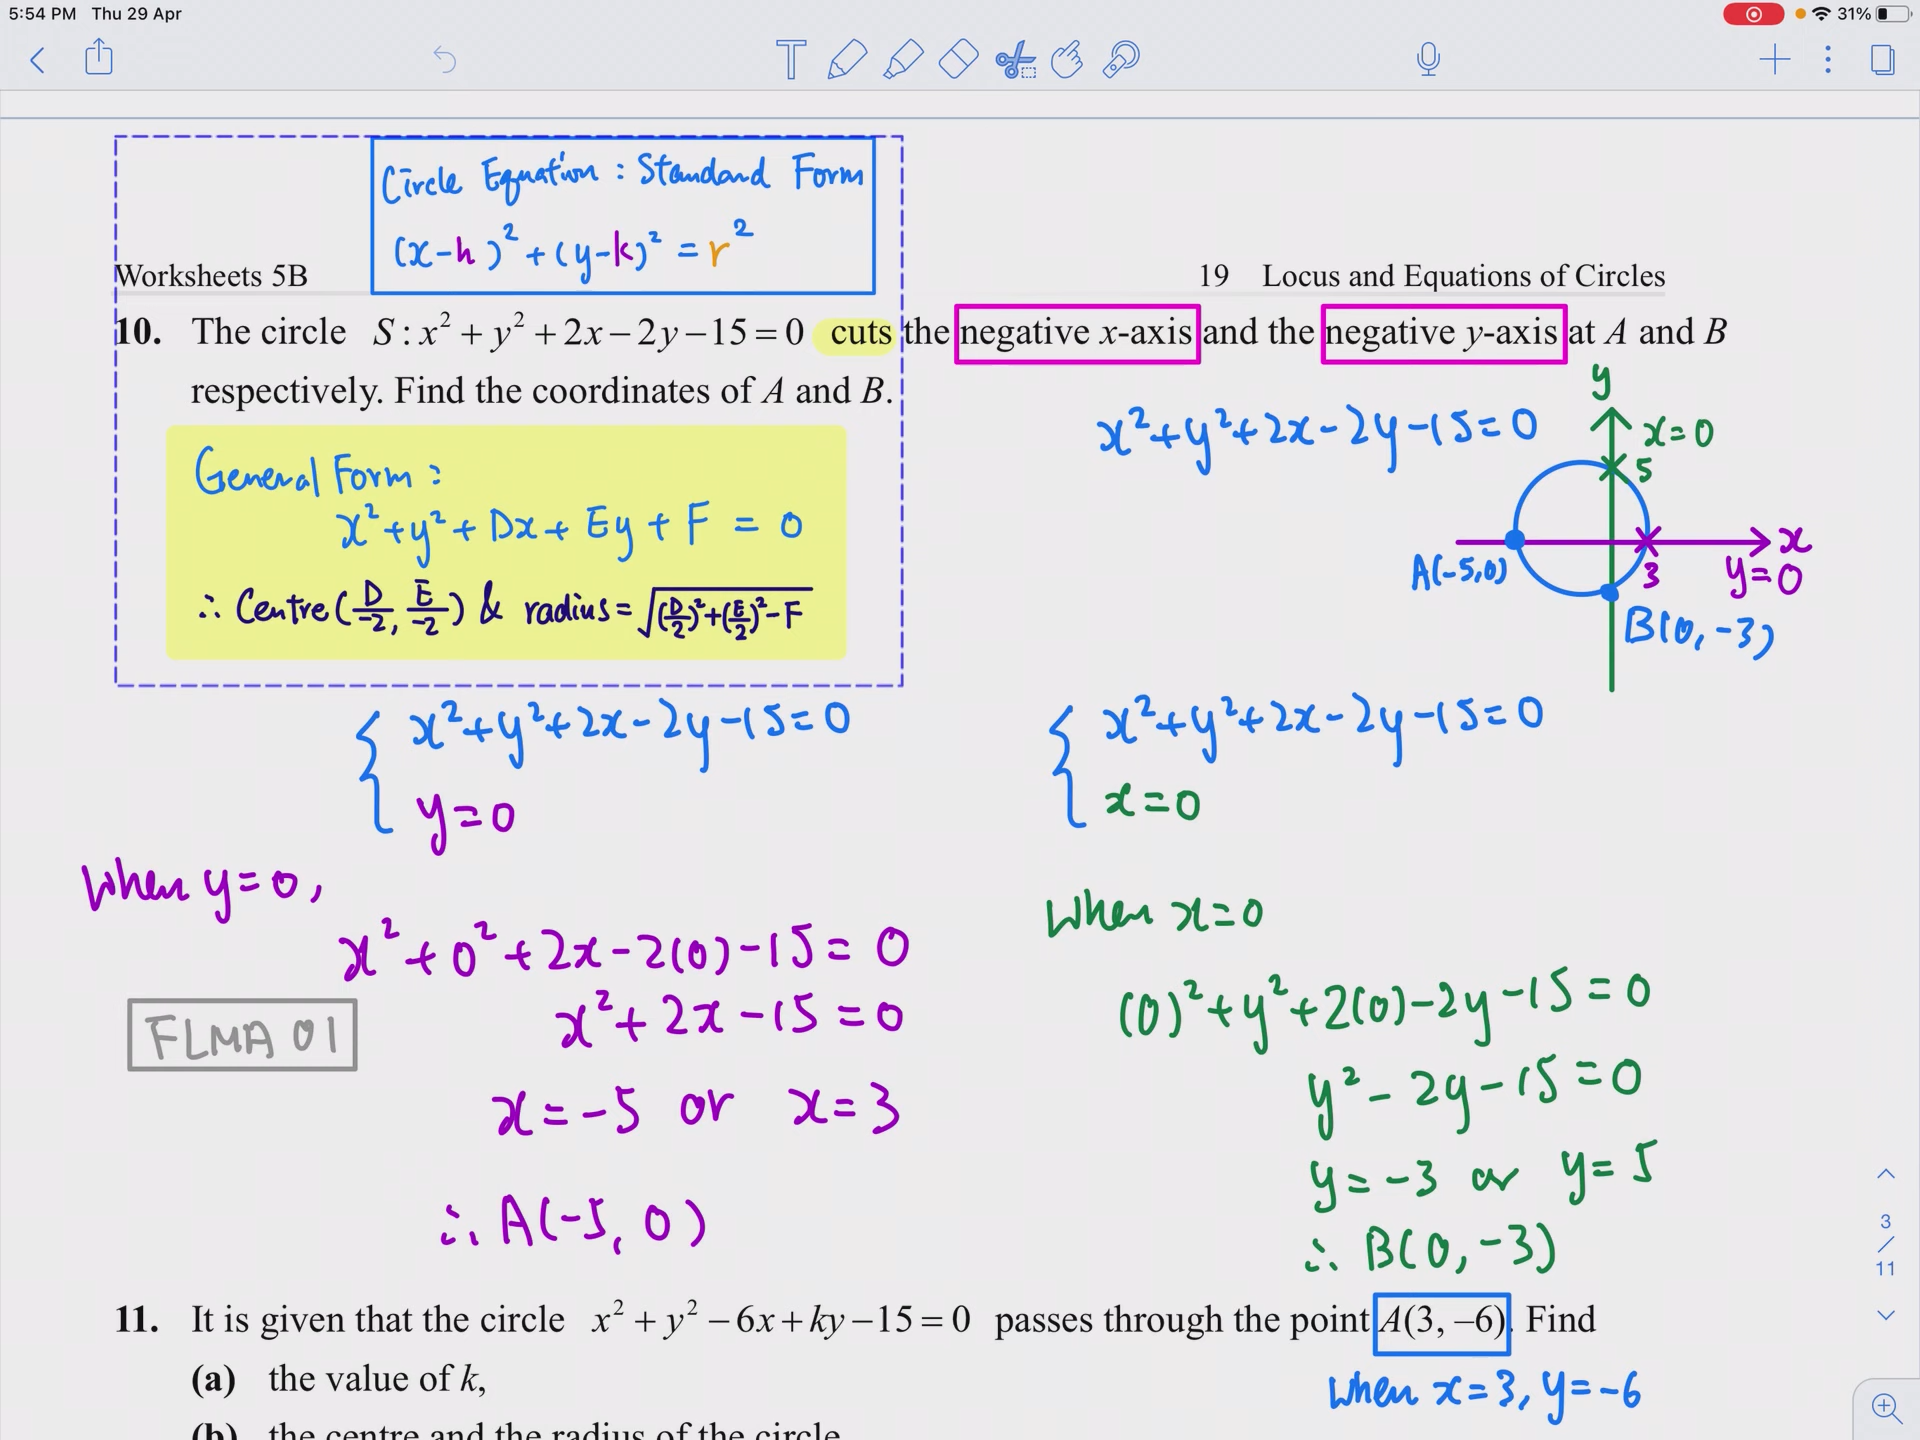 5:54 PM Thu 29 Apr
31%
Circle Equation : Standard Form
(x-h)² + (y-k)² = r²
Worksheets 5B
19 Locus and Equations of Circles
10. The circle S : x² + y² + 2x − 2y − 15 = 0 cuts the negative x-axis and the negative y-axis at A and B
respectively. Find the coordinates of A and B.
General Form :
x² + y² + Dx + Ey + F = 0
∴ Centre (D/-2, E/-2) & radius = √((D/2)² + (E/2)² - F)
x² + y² + 2x - 2y - 15 = 0
y
x=0
5
x
A(-5,0)
3
y=0
B(0, -3)
{ x² + y² + 2x - 2y - 15 = 0
y=0
When y=0,
x² + 0² + 2x - 2(0) - 15 = 0
x² + 2x - 15 = 0
FLMA 01
x = -5 or x = 3
∴ A(-5, 0)
{ x² + y² + 2x - 2y - 15 = 0
x=0
When x=0
(0)² + y² + 2(0) - 2y - 15 = 0
y² - 2y - 15 = 0
y = -3 or y = 5
∴ B(0, -3)
3
/
11
11. It is given that the circle x² + y² − 6x + ky − 15 = 0 passes through the point A(3, −6). Find
(a) the value of k,
When x=3, y=-6
(b) the centre and the radius of the circle